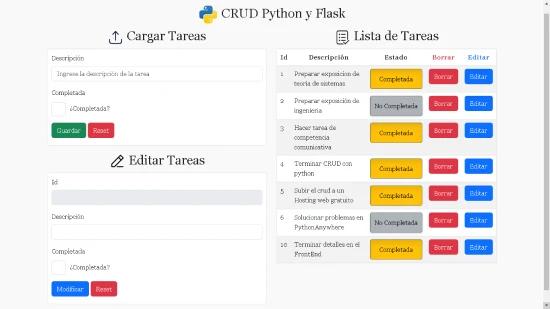 CRUD Python y Flask
Cargar Tareas
Descripción
Ingrese la descripción de la tarea
Completada
¿Completada?
Guardar Reset
Editar Tareas
Id
Descripción
Completada
¿Completada?
Modificar Reset
Lista de Tareas
Id Descripción Estado Borrar Editar
1 Preparar exposicion de
teoria de sistemas
Completada Borrar Editar
2 Preparar exposición de
ingenieria
No Completada Borrar Editar
3 Hacer tarea de
competencia
comunicativa
Completada Borrar Editar
4 Terminar CRUD con
python
Completada Borrar Editar
5 Subir el crud a un
Hosting web gratuito
Completada Borrar Editar
6 Solucionar problemas en
PythonAnywhere
No Completada Borrar Editar
10 Terminar detalles en el
FrontEnd
Completada Borrar Editar